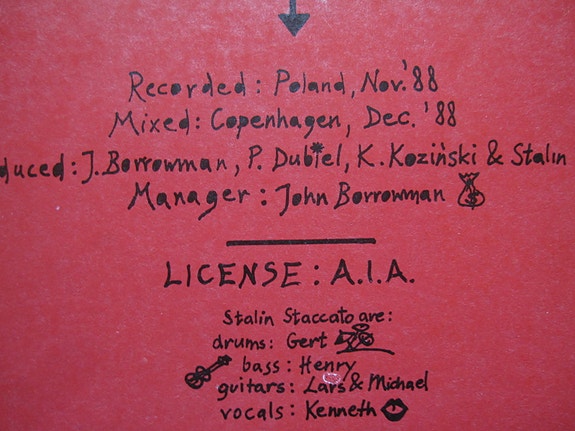 Recorded: Poland, Nov.'88
Mixed: Copenhagen, Dec. '88
duced: J. Borrowman, P. Dubiel, K. Koziński & Stalin
Manager: John Borrowman $
LICENSE: A.I.A.
Stalin Staccato are:
drums: Gert
bass: Henry
guitars: Lars & Michael
vocals: Kenneth